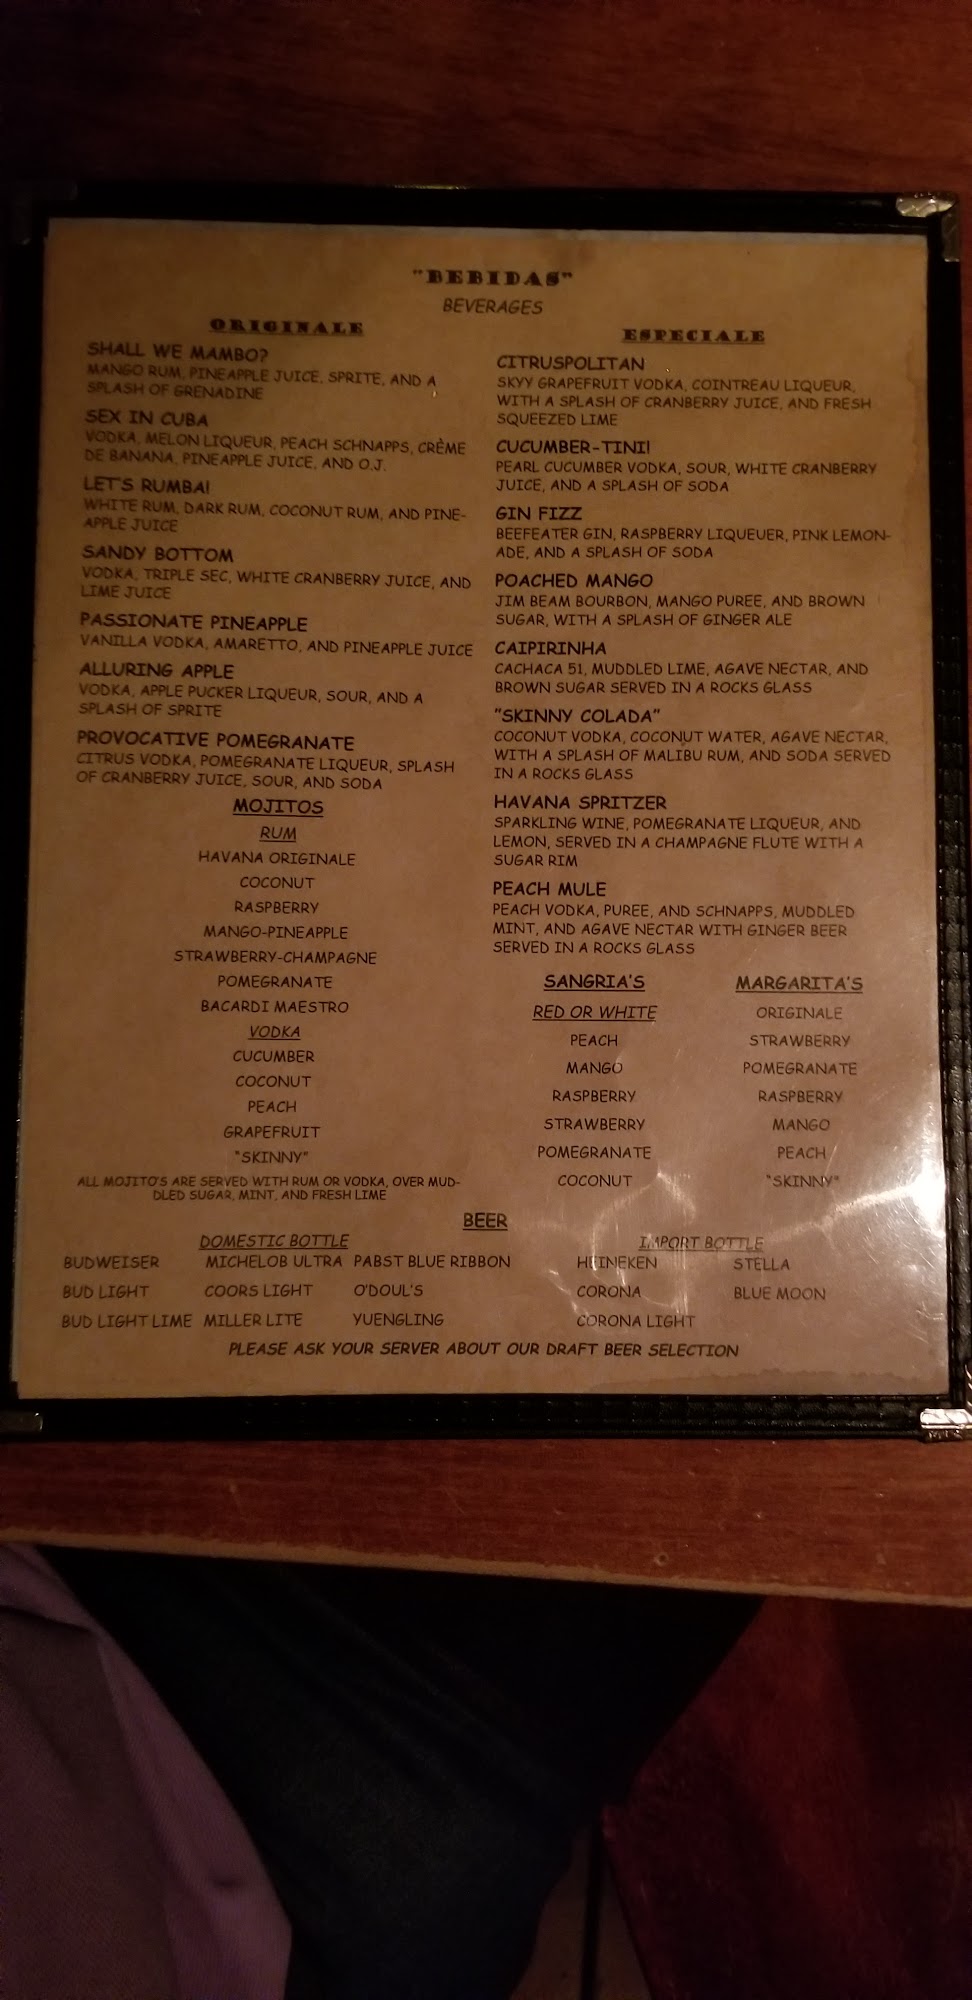 "BEBIDAS"
BEVERAGES
ORIGINALE
SHALL WE MAMBO?
MANGO RUM, PINEAPPLE JUICE, SPRITE, AND A
SPLASH OF GRENADINE
SEX IN CUBA
VODKA, MELON LIQUEUR, PEACH SCHNAPPS, CRÈME
DE BANANA, PINEAPPLE JUICE, AND O.J.
LET'S RUMBA!
WHITE RUM, DARK RUM, COCONUT RUM, AND PINE-
APPLE JUICE
SANDY BOTTOM
VODKA, TRIPLE SEC, WHITE CRANBERRY JUICE, AND
LIME JUICE
PASSIONATE PINEAPPLE
VANILLA VODKA, AMARETTO, AND PINEAPPLE JUICE
ALLURING APPLE
VODKA, APPLE PUCKER LIQUEUR, SOUR, AND A
SPLASH OF SPRITE
PROVOCATIVE POMEGRANATE
CITRUS VODKA, POMEGRANATE LIQUEUR, SPLASH
OF CRANBERRY JUICE, SOUR, AND SODA
MOJITOS
RUM
HAVANA ORIGINALE
COCONUT
RASPBERRY
MANGO-PINEAPPLE
STRAWBERRY-CHAMPAGNE
POMEGRANATE
BACARDI MAESTRO
VODKA
CUCUMBER
COCONUT
PEACH
GRAPEFRUIT
"SKINNY"
ALL MOJITO'S ARE SERVED WITH RUM OR VODKA, OVER MUD-
DLED SUGAR, MINT, AND FRESH LIME
ESPECIALE
CITRUSPOLITAN
SKYY GRAPEFRUIT VODKA, COINTREAU LIQUEUR,
WITH A SPLASH OF CRANBERRY JUICE, AND FRESH
SQUEEZED LIME
CUCUMBER-TINI!
PEARL CUCUMBER VODKA, SOUR, WHITE CRANBERRY
JUICE, AND A SPLASH OF SODA
GIN FIZZ
BEEFEATER GIN, RASPBERRY LIQUEUER, PINK LEMON-
ADE, AND A SPLASH OF SODA
POACHED MANGO
JIM BEAM BOURBON, MANGO PUREE, AND BROWN
SUGAR, WITH A SPLASH OF GINGER ALE
CAIPIRINHA
CACHACA 51, MUDDLED LIME, AGAVE NECTAR, AND
BROWN SUGAR SERVED IN A ROCKS GLASS
"SKINNY COLADA"
COCONUT VODKA, COCONUT WATER, AGAVE NECTAR,
WITH A SPLASH OF MALIBU RUM, AND SODA SERVED
IN A ROCKS GLASS
HAVANA SPRITZER
SPARKLING WINE, POMEGRANATE LIQUEUR, AND
LEMON, SERVED IN A CHAMPAGNE FLUTE WITH A
SUGAR RIM
PEACH MULE
PEACH VODKA, PUREE, AND SCHNAPPS, MUDDLED
MINT, AND AGAVE NECTAR WITH GINGER BEER
SERVED IN A ROCKS GLASS
SANGRIA'S
RED OR WHITE
PEACH
MANGO
RASPBERRY
STRAWBERRY
POMEGRANATE
COCONUT
MARGARITA'S
ORIGINALE
STRAWBERRY
POMEGRANATE
RASPBERRY
MANGO
PEACH
"SKINNY"
BEER
DOMESTIC BOTTLE
BUDWEISER MICHELOB ULTRA PABST BLUE RIBBON
BUD LIGHT COORS LIGHT O'DOUL'S
BUD LIGHT LIME MILLER LITE YUENGLING
IMPORT BOTTLE
HEINEKEN STELLA
CORONA BLUE MOON
CORONA LIGHT
PLEASE ASK YOUR SERVER ABOUT OUR DRAFT BEER SELECTION